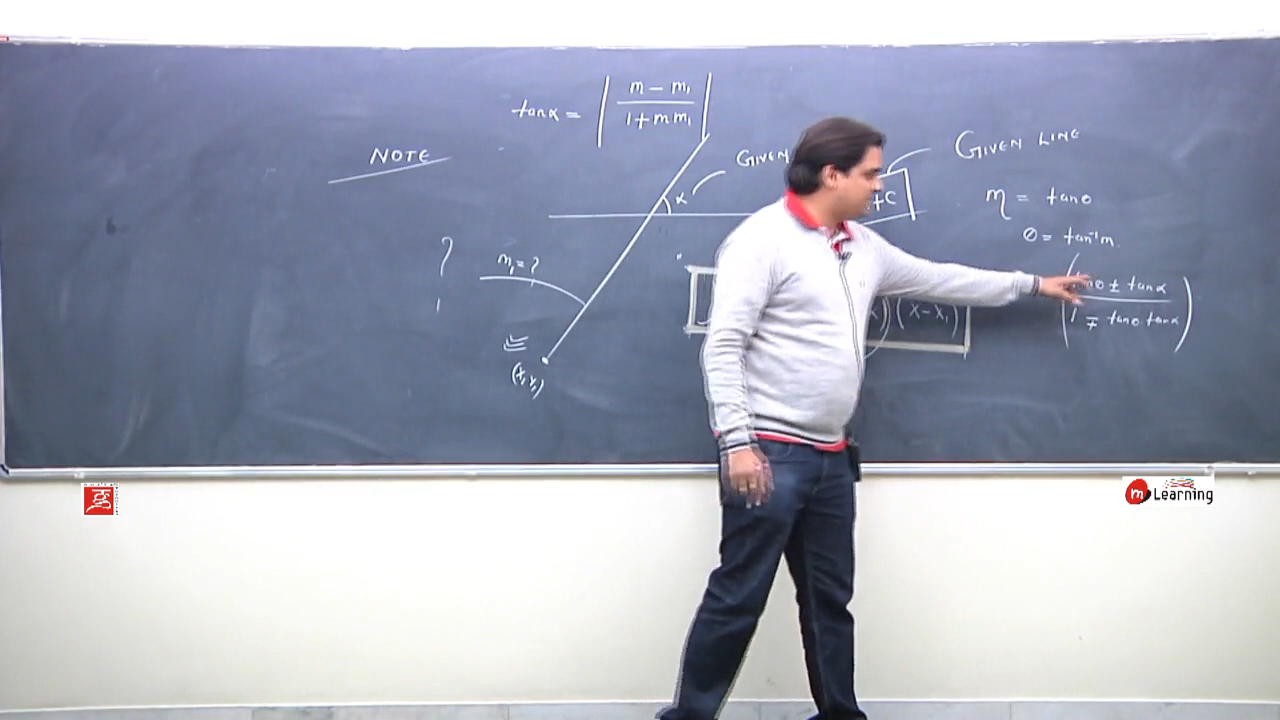 tanα = | m - m₁ / 1 + m m₁ |
NOTE
GIVEN
GIVEN LINE
α
+C
m = tanθ
θ = tan⁻¹m
?
m₁ = ?
tanθ ± tanα
1 ∓ tanθ tanα
(x - x₁)
(x₁ y₁)
m Learning